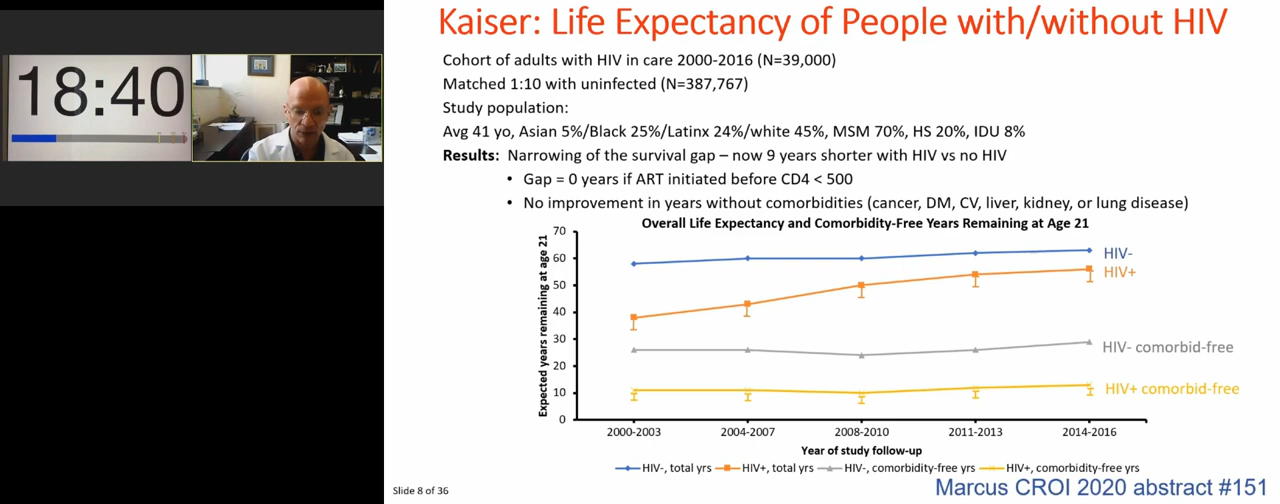 Kaiser: Life Expectancy of People with/without HIV
18:40
Cohort of adults with HIV in care 2000-2016 (N=39,000)
Matched 1:10 with uninfected (N=387,767)
Study population:
Avg 41 yo, Asian 5%/Black 25%/Latinx 24%/white 45%, MSM 70%, HS 20%, IDU 8%
Results: Narrowing of the survival gap – now 9 years shorter with HIV vs no HIV
• Gap = 0 years if ART initiated before CD4 < 500
• No improvement in years without comorbidities (cancer, DM, CV, liver, kidney, or lung disease)
Overall Life Expectancy and Comorbidity-Free Years Remaining at Age 21
Expected years remaining at age 21
70
60
50
40
30
20
10
0
HIV-
HIV+
HIV- comorbid-free
HIV+ comorbid-free
2000-2003 2004-2007 2008-2010 2011-2013 2014-2016
Year of study follow-up
HIV-, total yrs HIV+, total yrs HIV-, comorbidity-free yrs HIV+, comorbidity-free yrs
Slide 8 of 36
Marcus CROI 2020 abstract #151